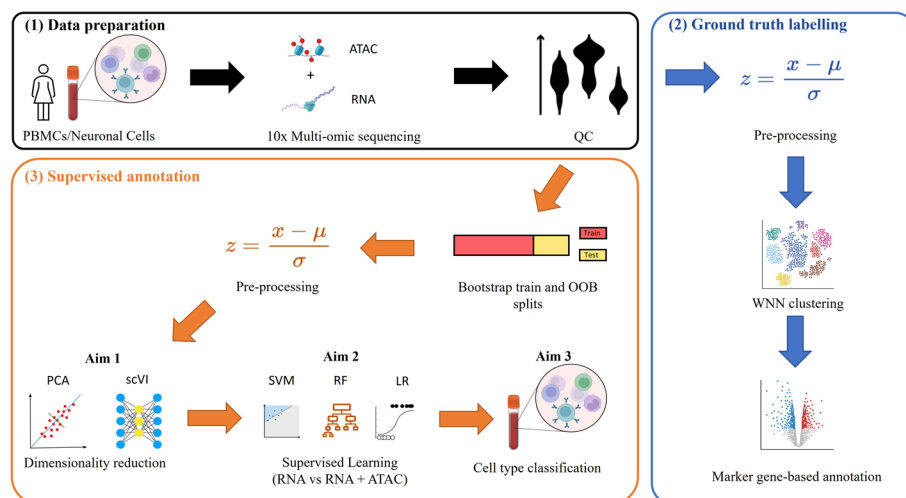 (1) Data preparation
ATAC
+
RNA
PBMCs/Neuronal Cells
10x Multi-omic sequencing
QC
(2) Ground truth labelling
z = x − μ / σ
Pre-processing
WNN clustering
Marker gene-based annotation
(3) Supervised annotation
Train
Test
Bootstrap train and OOB
splits
z = x − μ / σ
Pre-processing
Aim 1
PCA
scVI
Dimensionality reduction
Aim 2
SVM
RF
LR
Supervised Learning
(RNA vs RNA + ATAC)
Aim 3
Cell type classification